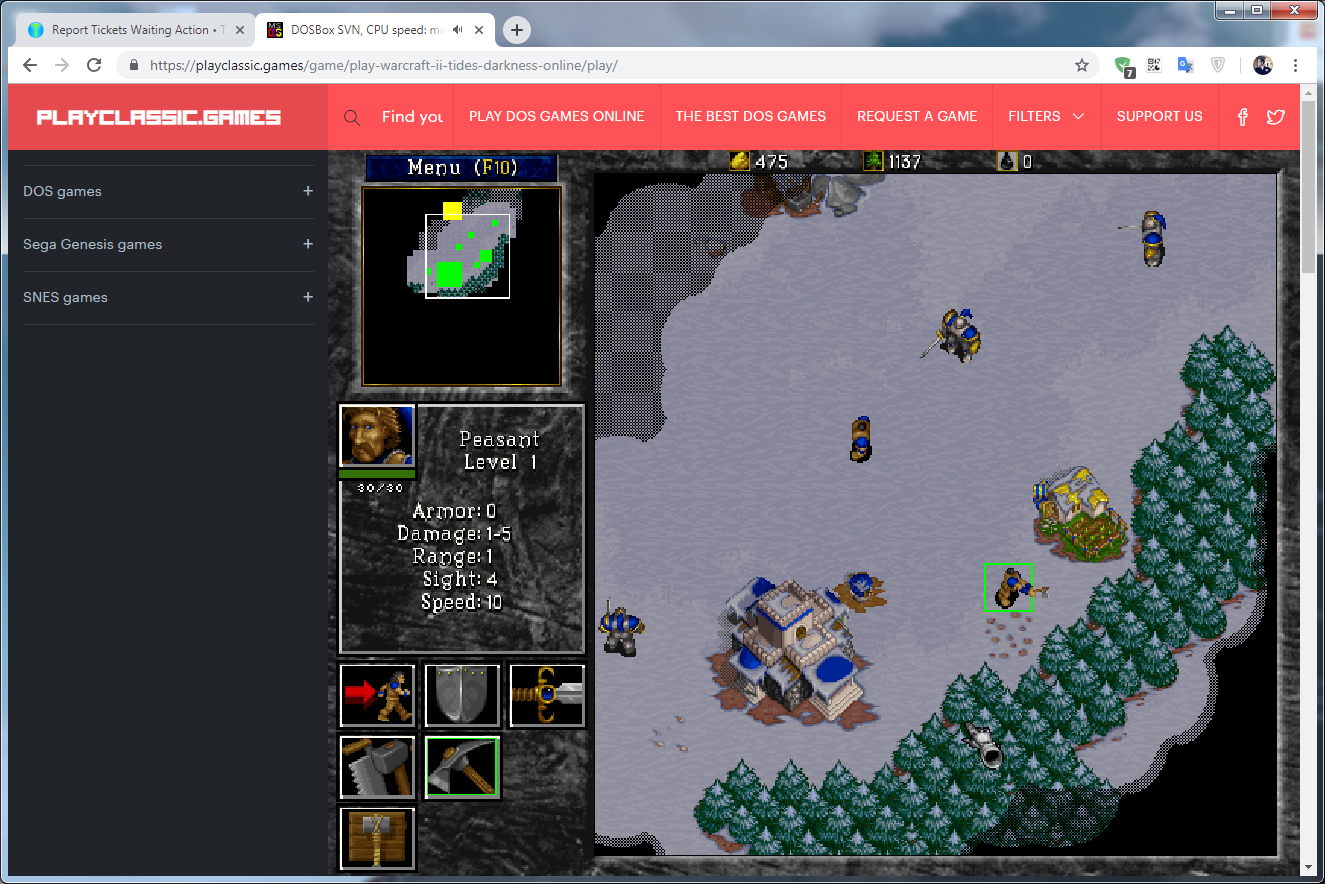 Report Tickets Waiting Action • T
DOSBox SVN, CPU speed: ma
https://playclassic.games/game/play-warcraft-ii-tides-darkness-online/play/
7
PLAYCLASSIC.GAMES
Find you
PLAY DOS GAMES ONLINE
THE BEST DOS GAMES
REQUEST A GAME
FILTERS
SUPPORT US
DOS games +
Sega Genesis games +
SNES games +
Menu (F10)
475
1137
0
Peasant
Level 1
30/30
Armor: 0
Damage: 1-5
Range: 1
Sight: 4
Speed: 10